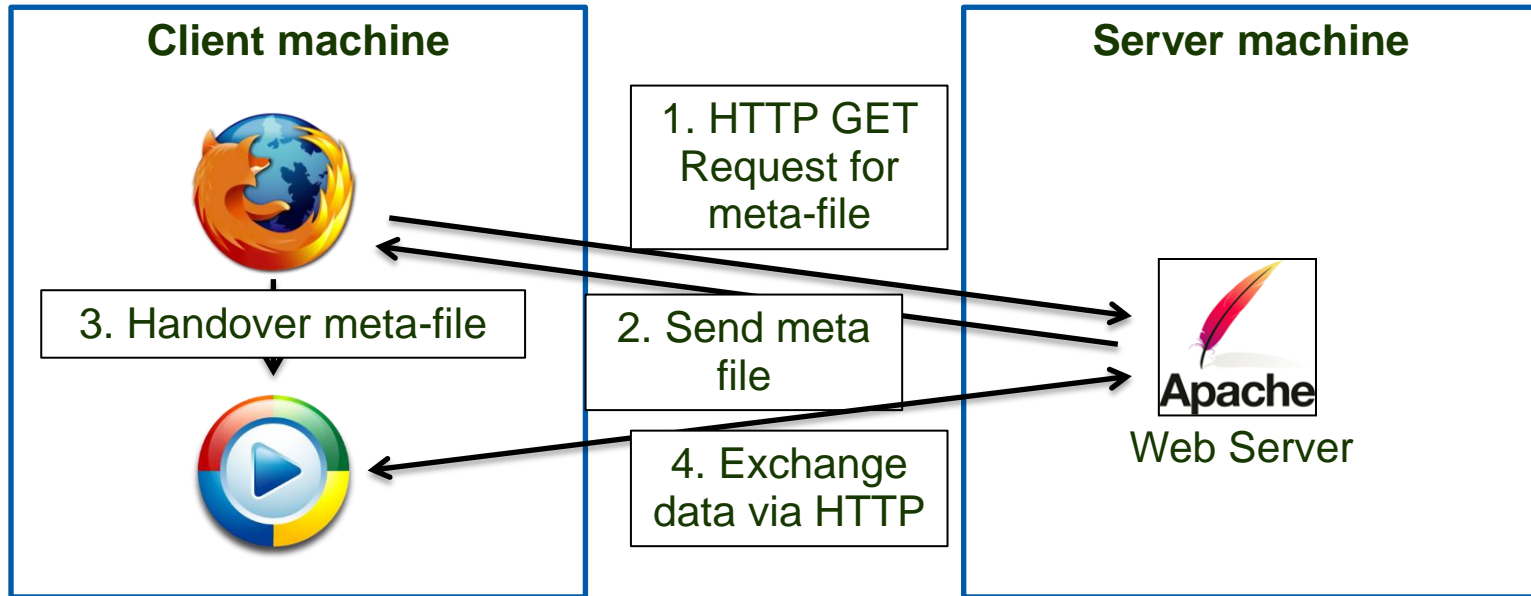 Client machine
Server machine
1. HTTP GET
Request for
meta-file
3. Handover meta-file
2. Send meta
file
Apache
Web Server
4. Exchange
data via HTTP